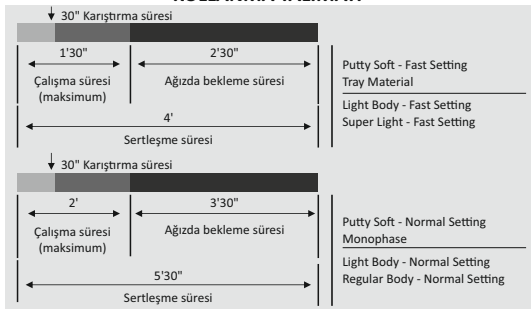 30" Karıştırma süresi
1'30"
2'30"
Çalışma süresi
(maksimum)
Ağızda bekleme süresi
4'
Sertleşme süresi
Putty Soft - Fast Setting
Tray Material
Light Body - Fast Setting
Super Light - Fast Setting
30" Karıştırma süresi
2'
3'30"
Çalışma süresi
(maksimum)
Ağızda bekleme süresi
5'30"
Sertleşme süresi
Putty Soft - Normal Setting
Monophase
Light Body - Normal Setting
Regular Body - Normal Setting